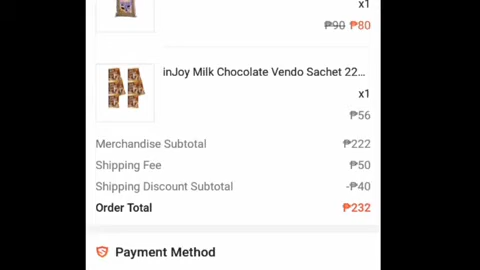 x1
₱90 ₱80
inJoy Milk Chocolate Vendo Sachet 22...
x1
₱56
Merchandise Subtotal ₱222
Shipping Fee ₱50
Shipping Discount Subtotal -₱40
Order Total ₱232
Payment Method